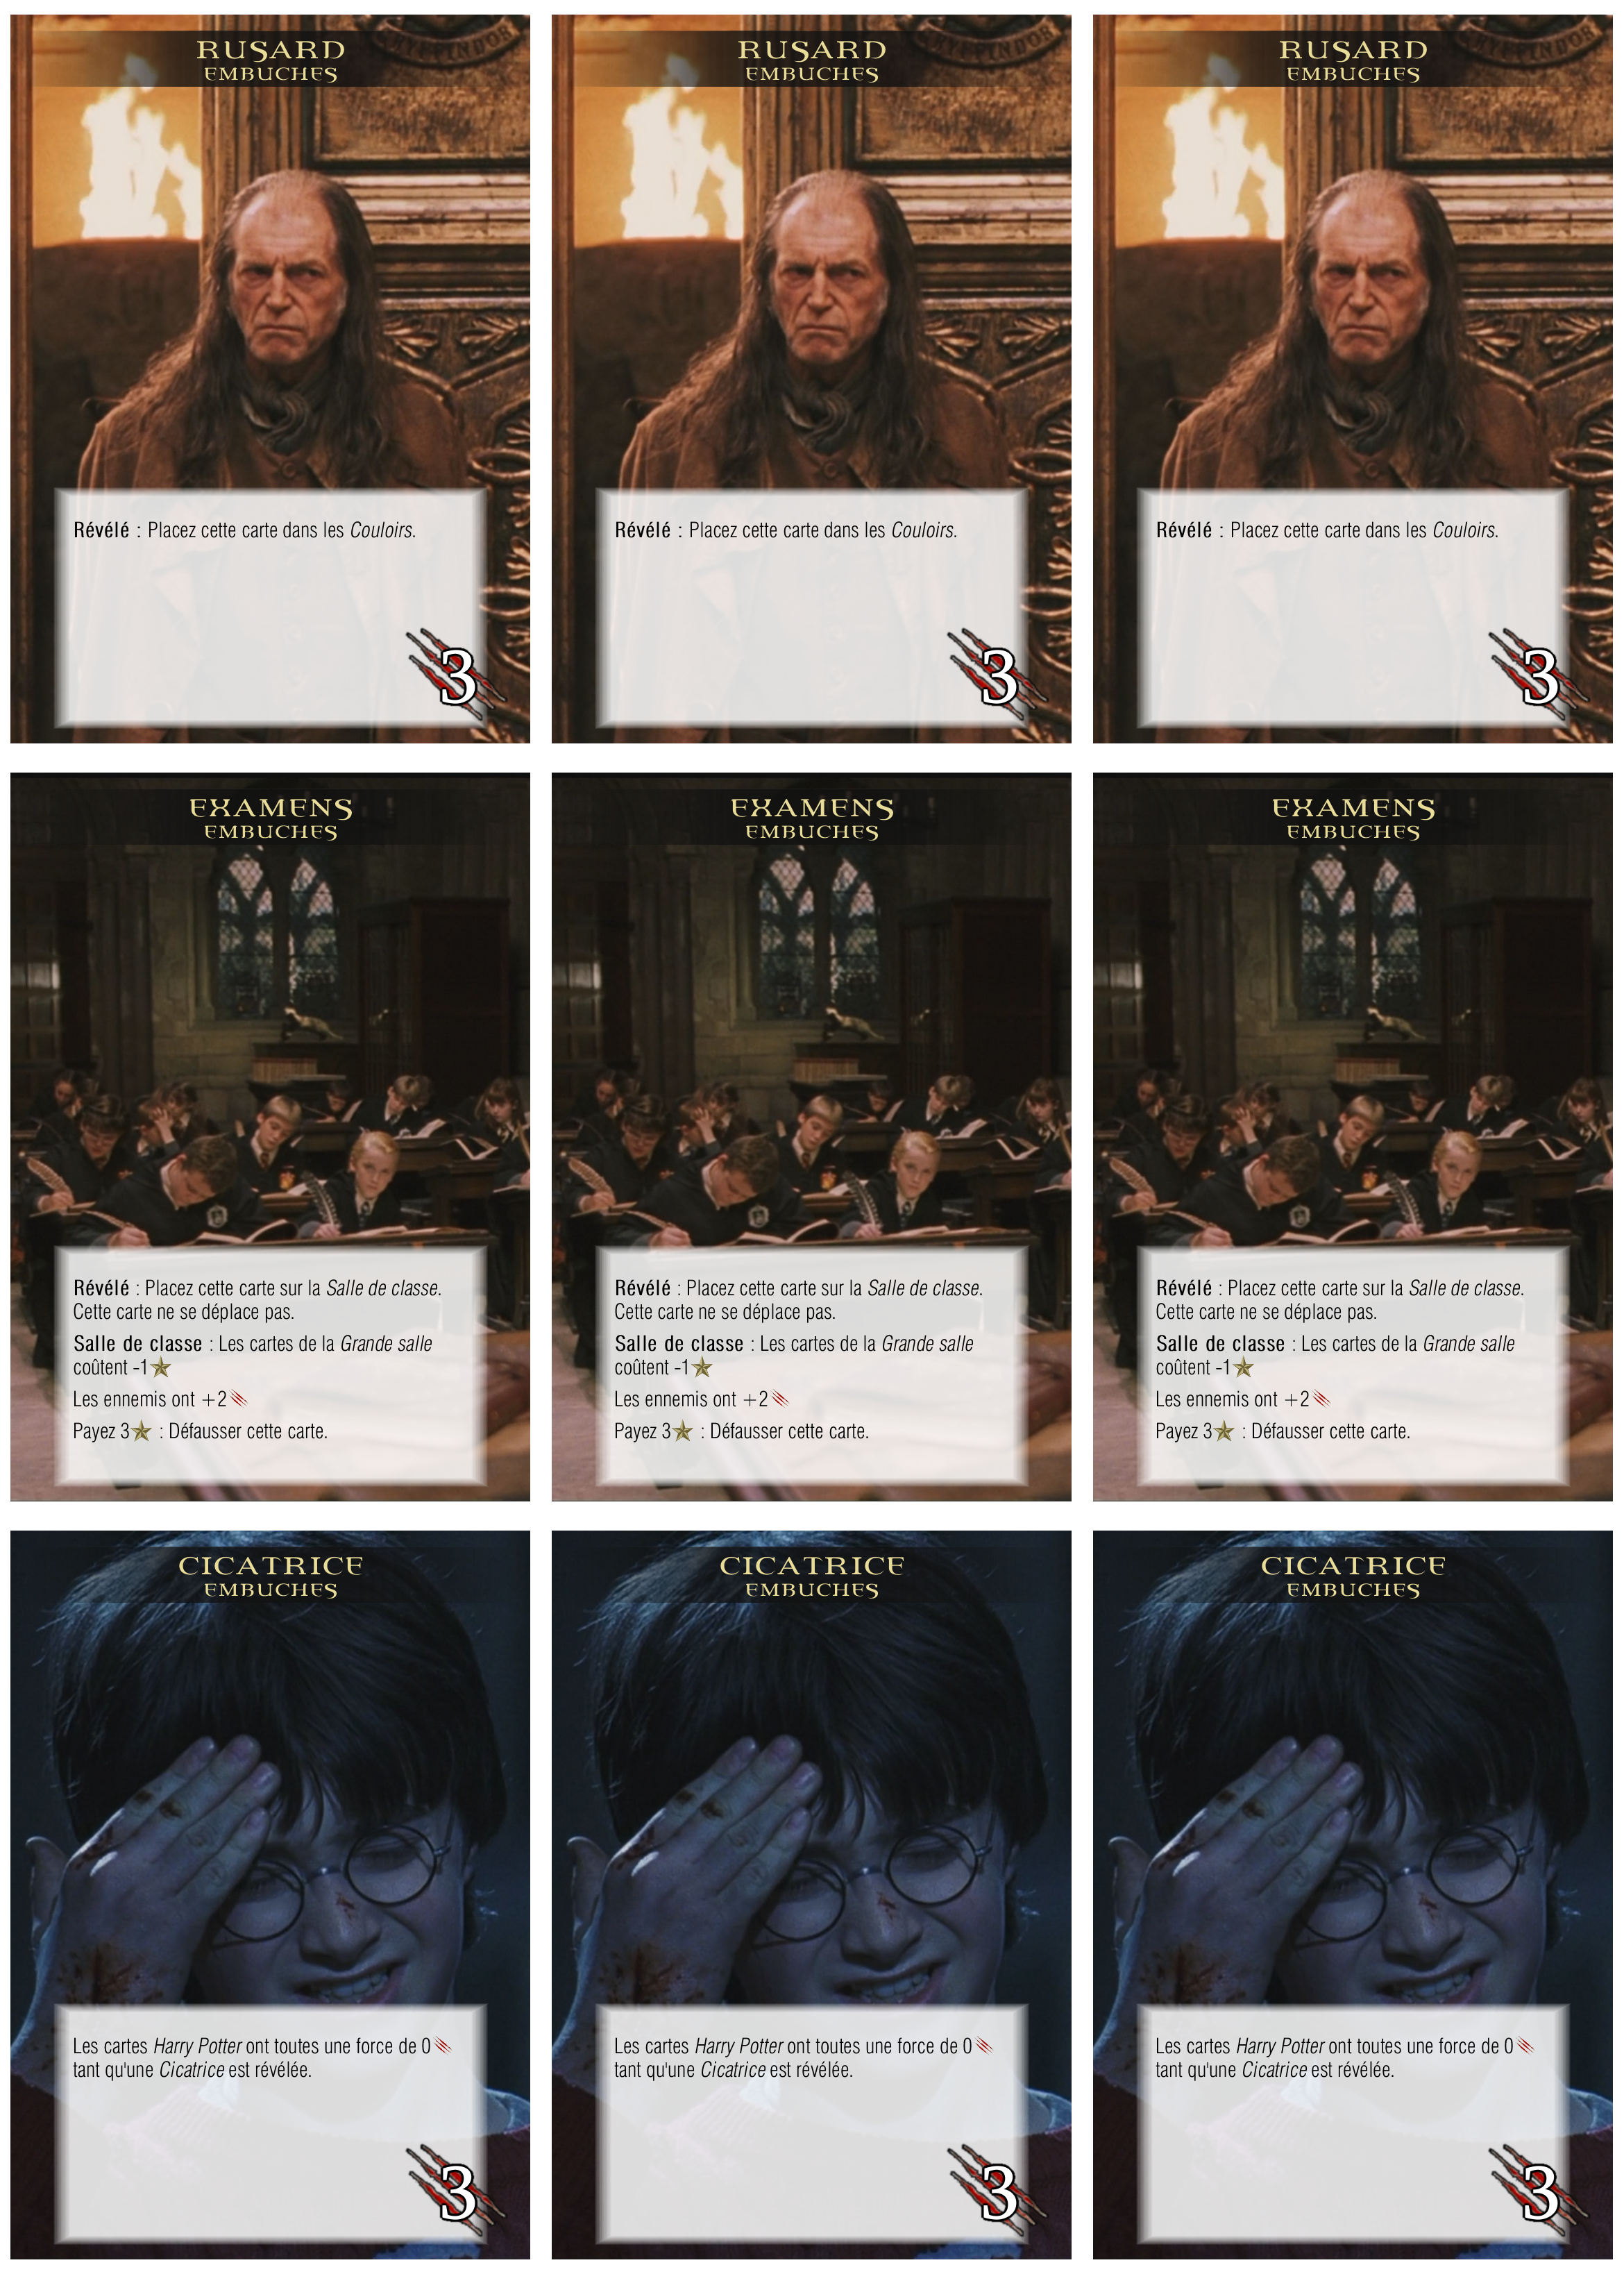 GRYFFINDOR
GRYFFINDOR
GRYFFINDOR
RUSARD
EMBUCHES
RUSARD
EMBUCHES
RUSARD
EMBUCHES
Révélé : Placez cette carte dans les Couloirs.
3
Révélé : Placez cette carte dans les Couloirs.
3
Révélé : Placez cette carte dans les Couloirs.
3
EXAMENS
EMBUCHES
EXAMENS
EMBUCHES
EXAMENS
EMBUCHES
Révélé : Placez cette carte sur la Salle de classe.
Cette carte ne se déplace pas.
Salle de classe : Les cartes de la Grande salle
coûtent -1
Les ennemis ont +2
Payez 3 : Défausser cette carte.
Révélé : Placez cette carte sur la Salle de classe.
Cette carte ne se déplace pas.
Salle de classe : Les cartes de la Grande salle
coûtent -1
Les ennemis ont +2
Payez 3 : Défausser cette carte.
Révélé : Placez cette carte sur la Salle de classe.
Cette carte ne se déplace pas.
Salle de classe : Les cartes de la Grande salle
coûtent -1
Les ennemis ont +2
Payez 3 : Défausser cette carte.
CICATRICE
EMBUCHES
CICATRICE
EMBUCHES
CICATRICE
EMBUCHES
Les cartes Harry Potter ont toutes une force de 0
tant qu'une Cicatrice est révélée.
3
Les cartes Harry Potter ont toutes une force de 0
tant qu'une Cicatrice est révélée.
3
Les cartes Harry Potter ont toutes une force de 0
tant qu'une Cicatrice est révélée.
3